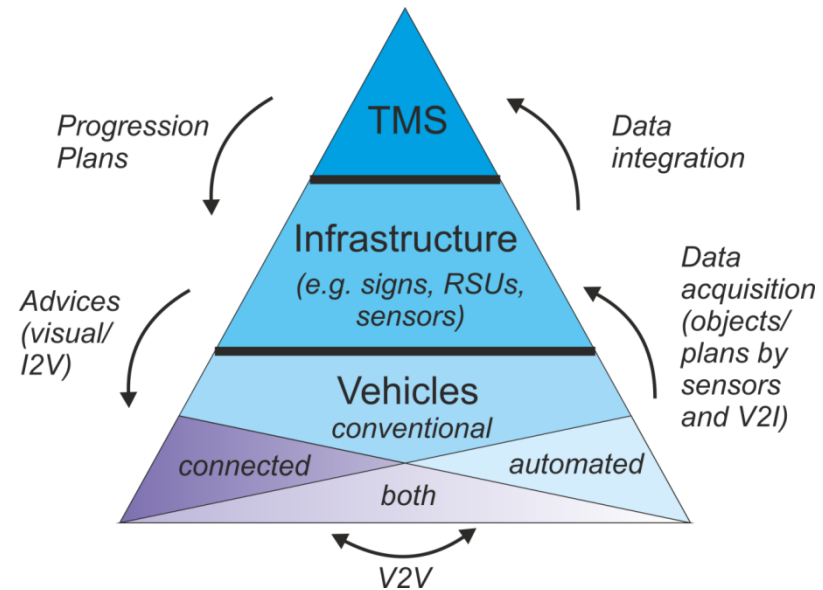 TMS
Progression
Plans
Data
integration
Infrastructure
(e.g. signs, RSUs,
sensors)
Advices
(visual/
I2V)
Data
acquisition
(objects/
plans by
sensors
and V2I)
Vehicles
conventional
connected
automated
both
V2V